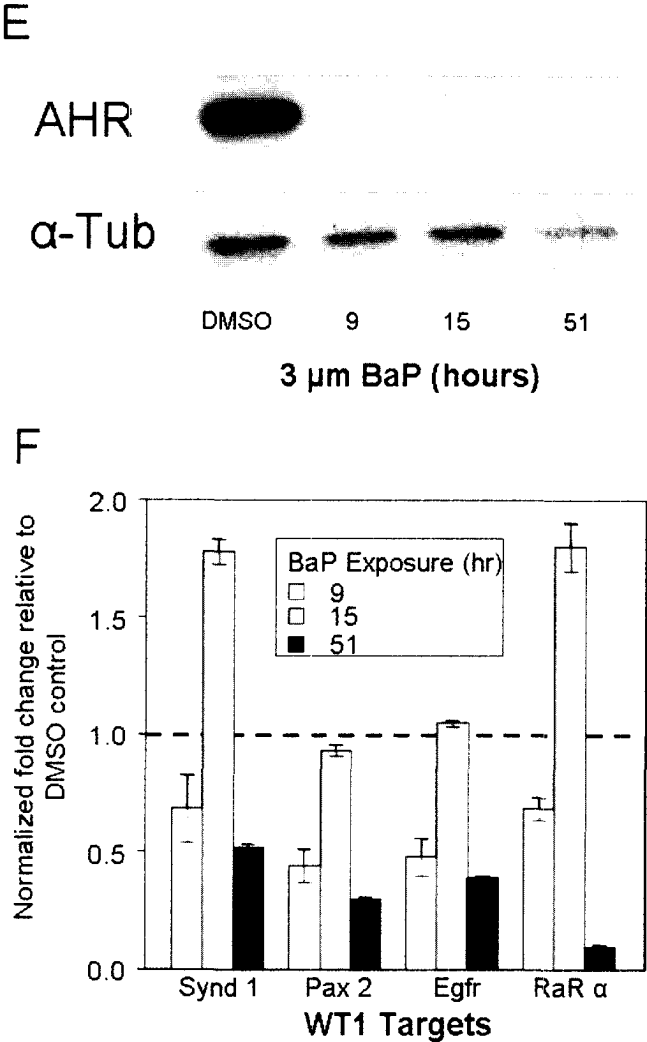 E
AHR
α-Tub
DMSO 9 15 51
3 µm BaP (hours)
F
Normalized fold change relative to
DMSO control
2.0
1.5
1.0
0.5
0.0
BaP Exposure (hr)
9
15
51
Synd 1 Pax 2 Egfr RaR α
WT1 Targets